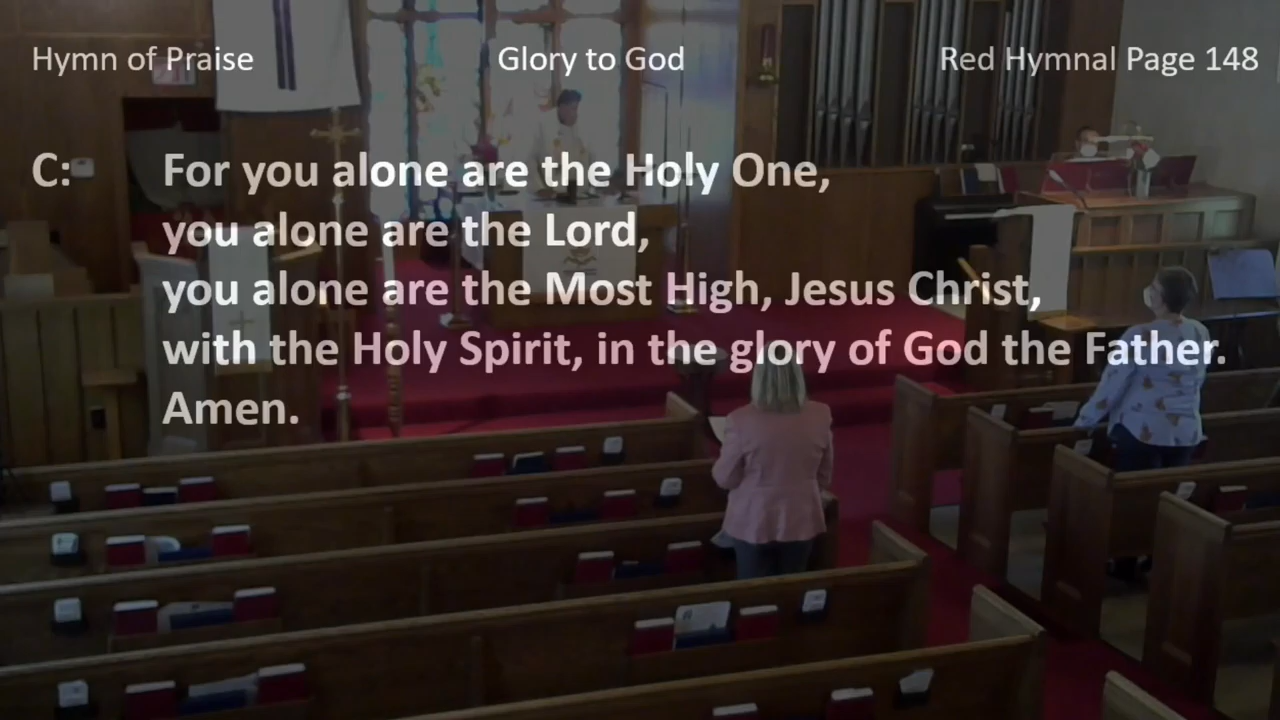 Hymn of Praise Glory to God Red Hymnal Page 148
C: For you alone are the Holy One,
you alone are the Lord,
you alone are the Most High, Jesus Christ,
with the Holy Spirit, in the glory of God the Father.
Amen.